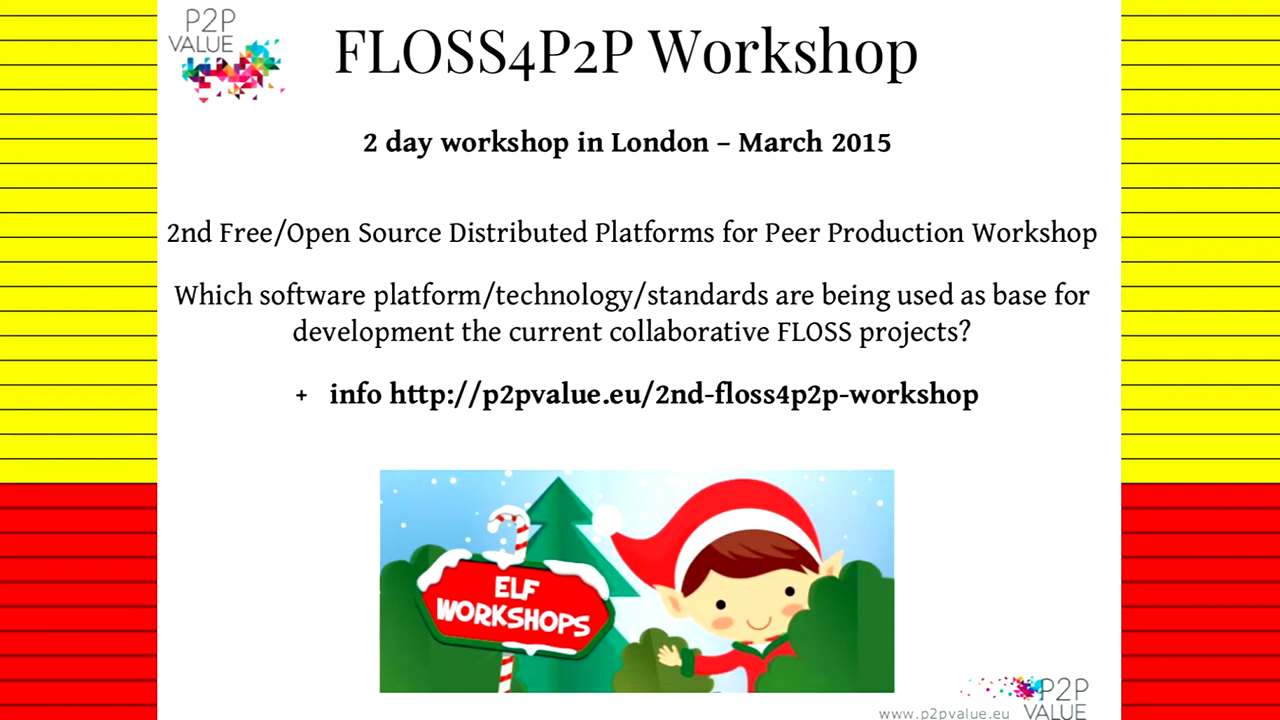 P2P
VALUE
FLOSS4P2P Workshop
2 day workshop in London – March 2015
2nd Free/Open Source Distributed Platforms for Peer Production Workshop
Which software platform/technology/standards are being used as base for
development the current collaborative FLOSS projects?
+ info http://p2pvalue.eu/2nd-floss4p2p-workshop
ELF
WORKSHOPS
P2P
www.p2pvalue.eu VALUE